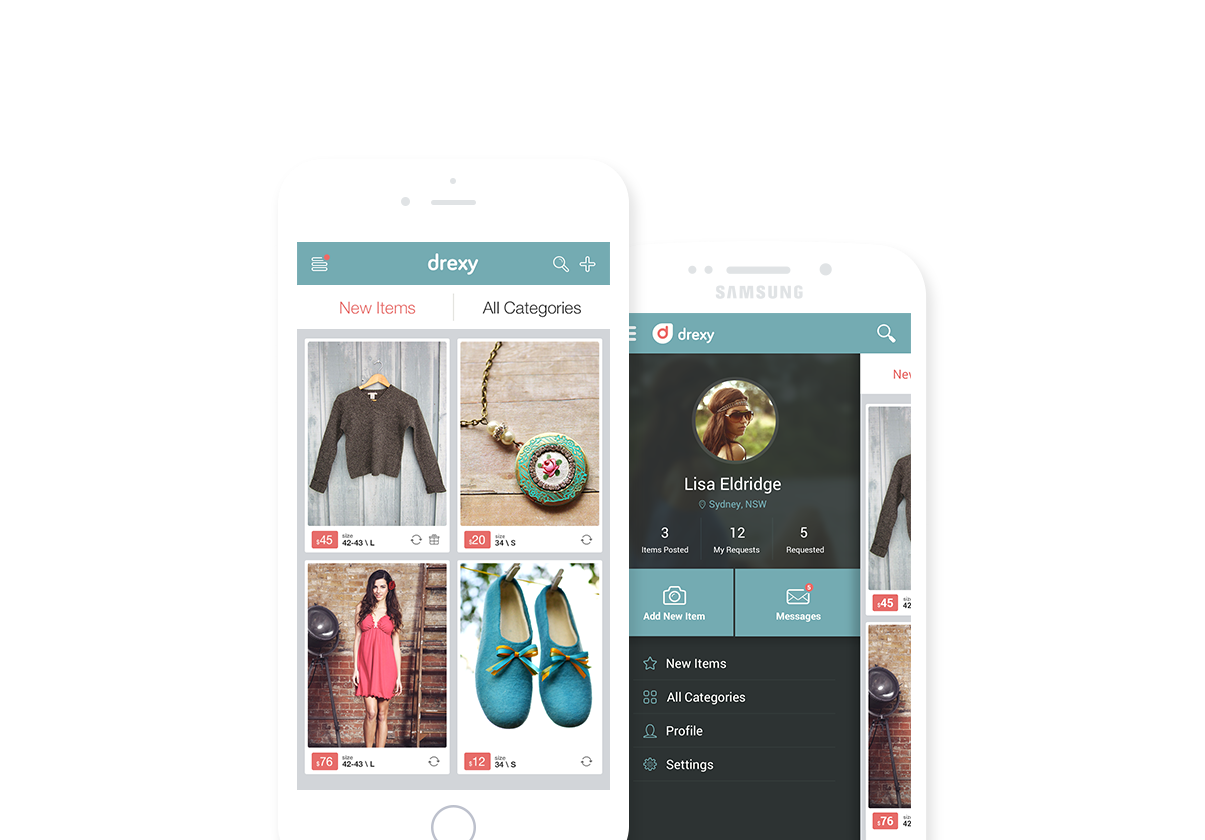 drexy
New Items
All Categories
$45
size
42-43 \ L
$20
size
34 \ S
$76
size
42-43 \ L
$12
size
34 \ S
SAMSUNG
drexy
Lisa Eldridge
Sydney, NSW
3
12
5
Items Posted
My Requests
Requested
Add New Item
5
Messages
New Items
All Categories
Profile
Settings
Nev
$45
size
42
$76
size
42